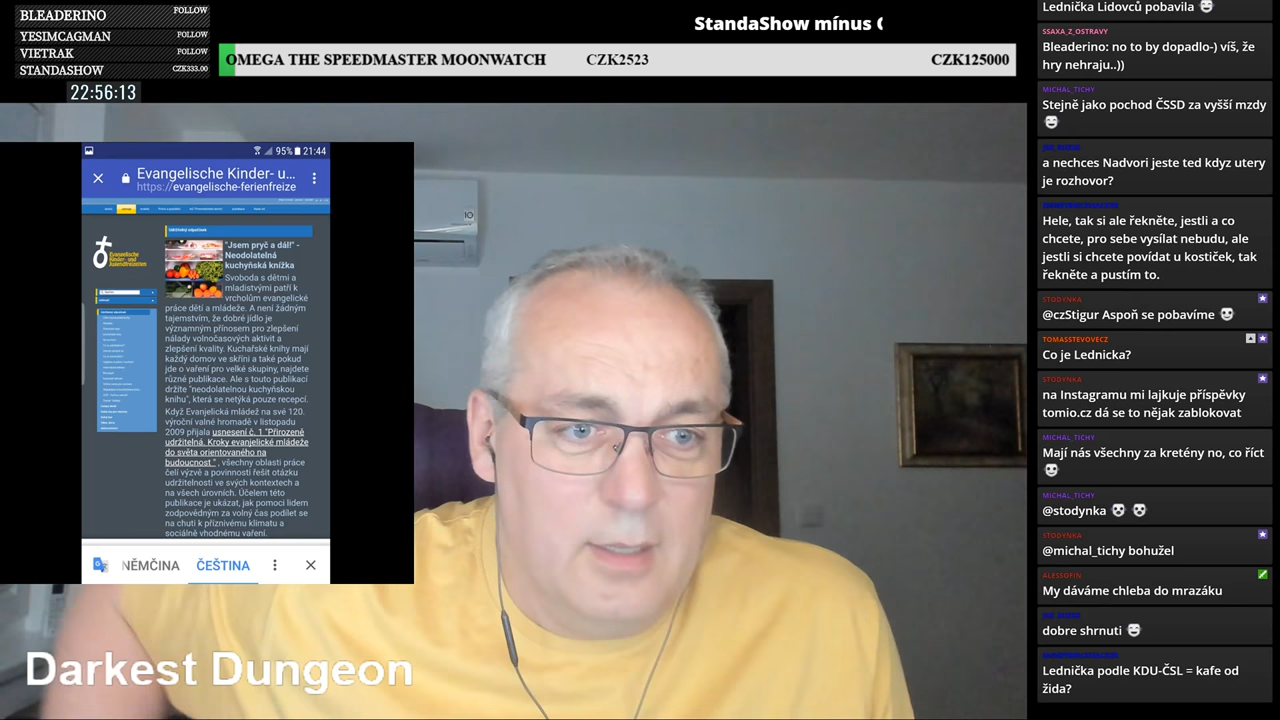 BLEADERINO FOLLOW
YESIMCAGMAN FOLLOW
VIETRAK FOLLOW
STANDASHOW CZK333.00
22:56:13
StandaShow mínus
OMEGA THE SPEEDMASTER MOONWATCH CZK2523 CZK125000
95% 21:44
Evangelische Kinder- u...
https://evangelische-ferienfreize
Udržitelný odpočinek
Evangelische
Kinder- und
Jugendfreizeiten
"Jsem pryč a dál!" -
Neodolatelná
kuchyňská knížka
Svoboda s dětmi a
mladistvými patří k
vrcholům evangelické
práce dětí a mládeže. A není žádným
tajemstvím, že dobré jídlo je
významným přínosem pro zlepšení
nálady volnočasových aktivit a
zlepšení kvality. Kuchařské knihy mají
každý domov ve skříni a také pokud
jde o vaření pro velké skupiny, najdete
různé publikace. Ale s touto publikací
držíte "neodolatelnou kuchyňskou
knihu", která se netýká pouze recepcí.
Když Evanjelická mládež na své 120.
výroční valné hromadě v listopadu
2009 přijala usnesení č. 1 "Přirozeně
udržitelná. Kroky evanjelické mládeže
do světa orientovaného na
budoucnost " , všechny oblasti práce
čelí výzvě a povinnosti řešit otázku
udržitelnosti ve svých kontextech a
na všech úrovních. Účelem této
publikace je ukázat, jak pomoci lidem
zodpovědným za volný čas podílet se
na chuti k příznivému klimatu a
sociálně vhodnému vaření.
NĚMČINA ČEŠTINA
10
Darkest Dungeon
Lednička Lidovců pobavila
SSAXA_Z_OSTRAVY
Bleaderino: no to by dopadlo-) víš, že
hry nehraju..))
MICHAL_TICHY
Stejně jako pochod ČSSD za vyšší mzdy
a nechces Nadvori jeste ted kdyz utery
je rozhovor?
Hele, tak si ale řekněte, jestli a co
chcete, pro sebe vysílat nebudu, ale
jestli si chcete povídat u kostiček, tak
řekněte a pustím to.
STODYNKA
@czStigur Aspoň se pobavíme
TOMASSTEVOVECZ
Co je Lednicka?
STODYNKA
na Instagramu mi lajkuje příspěvky
tomio.cz dá se to nějak zablokovat
MICHAL_TICHY
Mají nás všechny za kretény no, co říct
MICHAL_TICHY
@stodynka
STODYNKA
@michal_tichy bohužel
ALESSOFIN
My dáváme chleba do mrazáku
dobre shrnuti
Lednička podle KDU-ČSL = kafe od
žida?